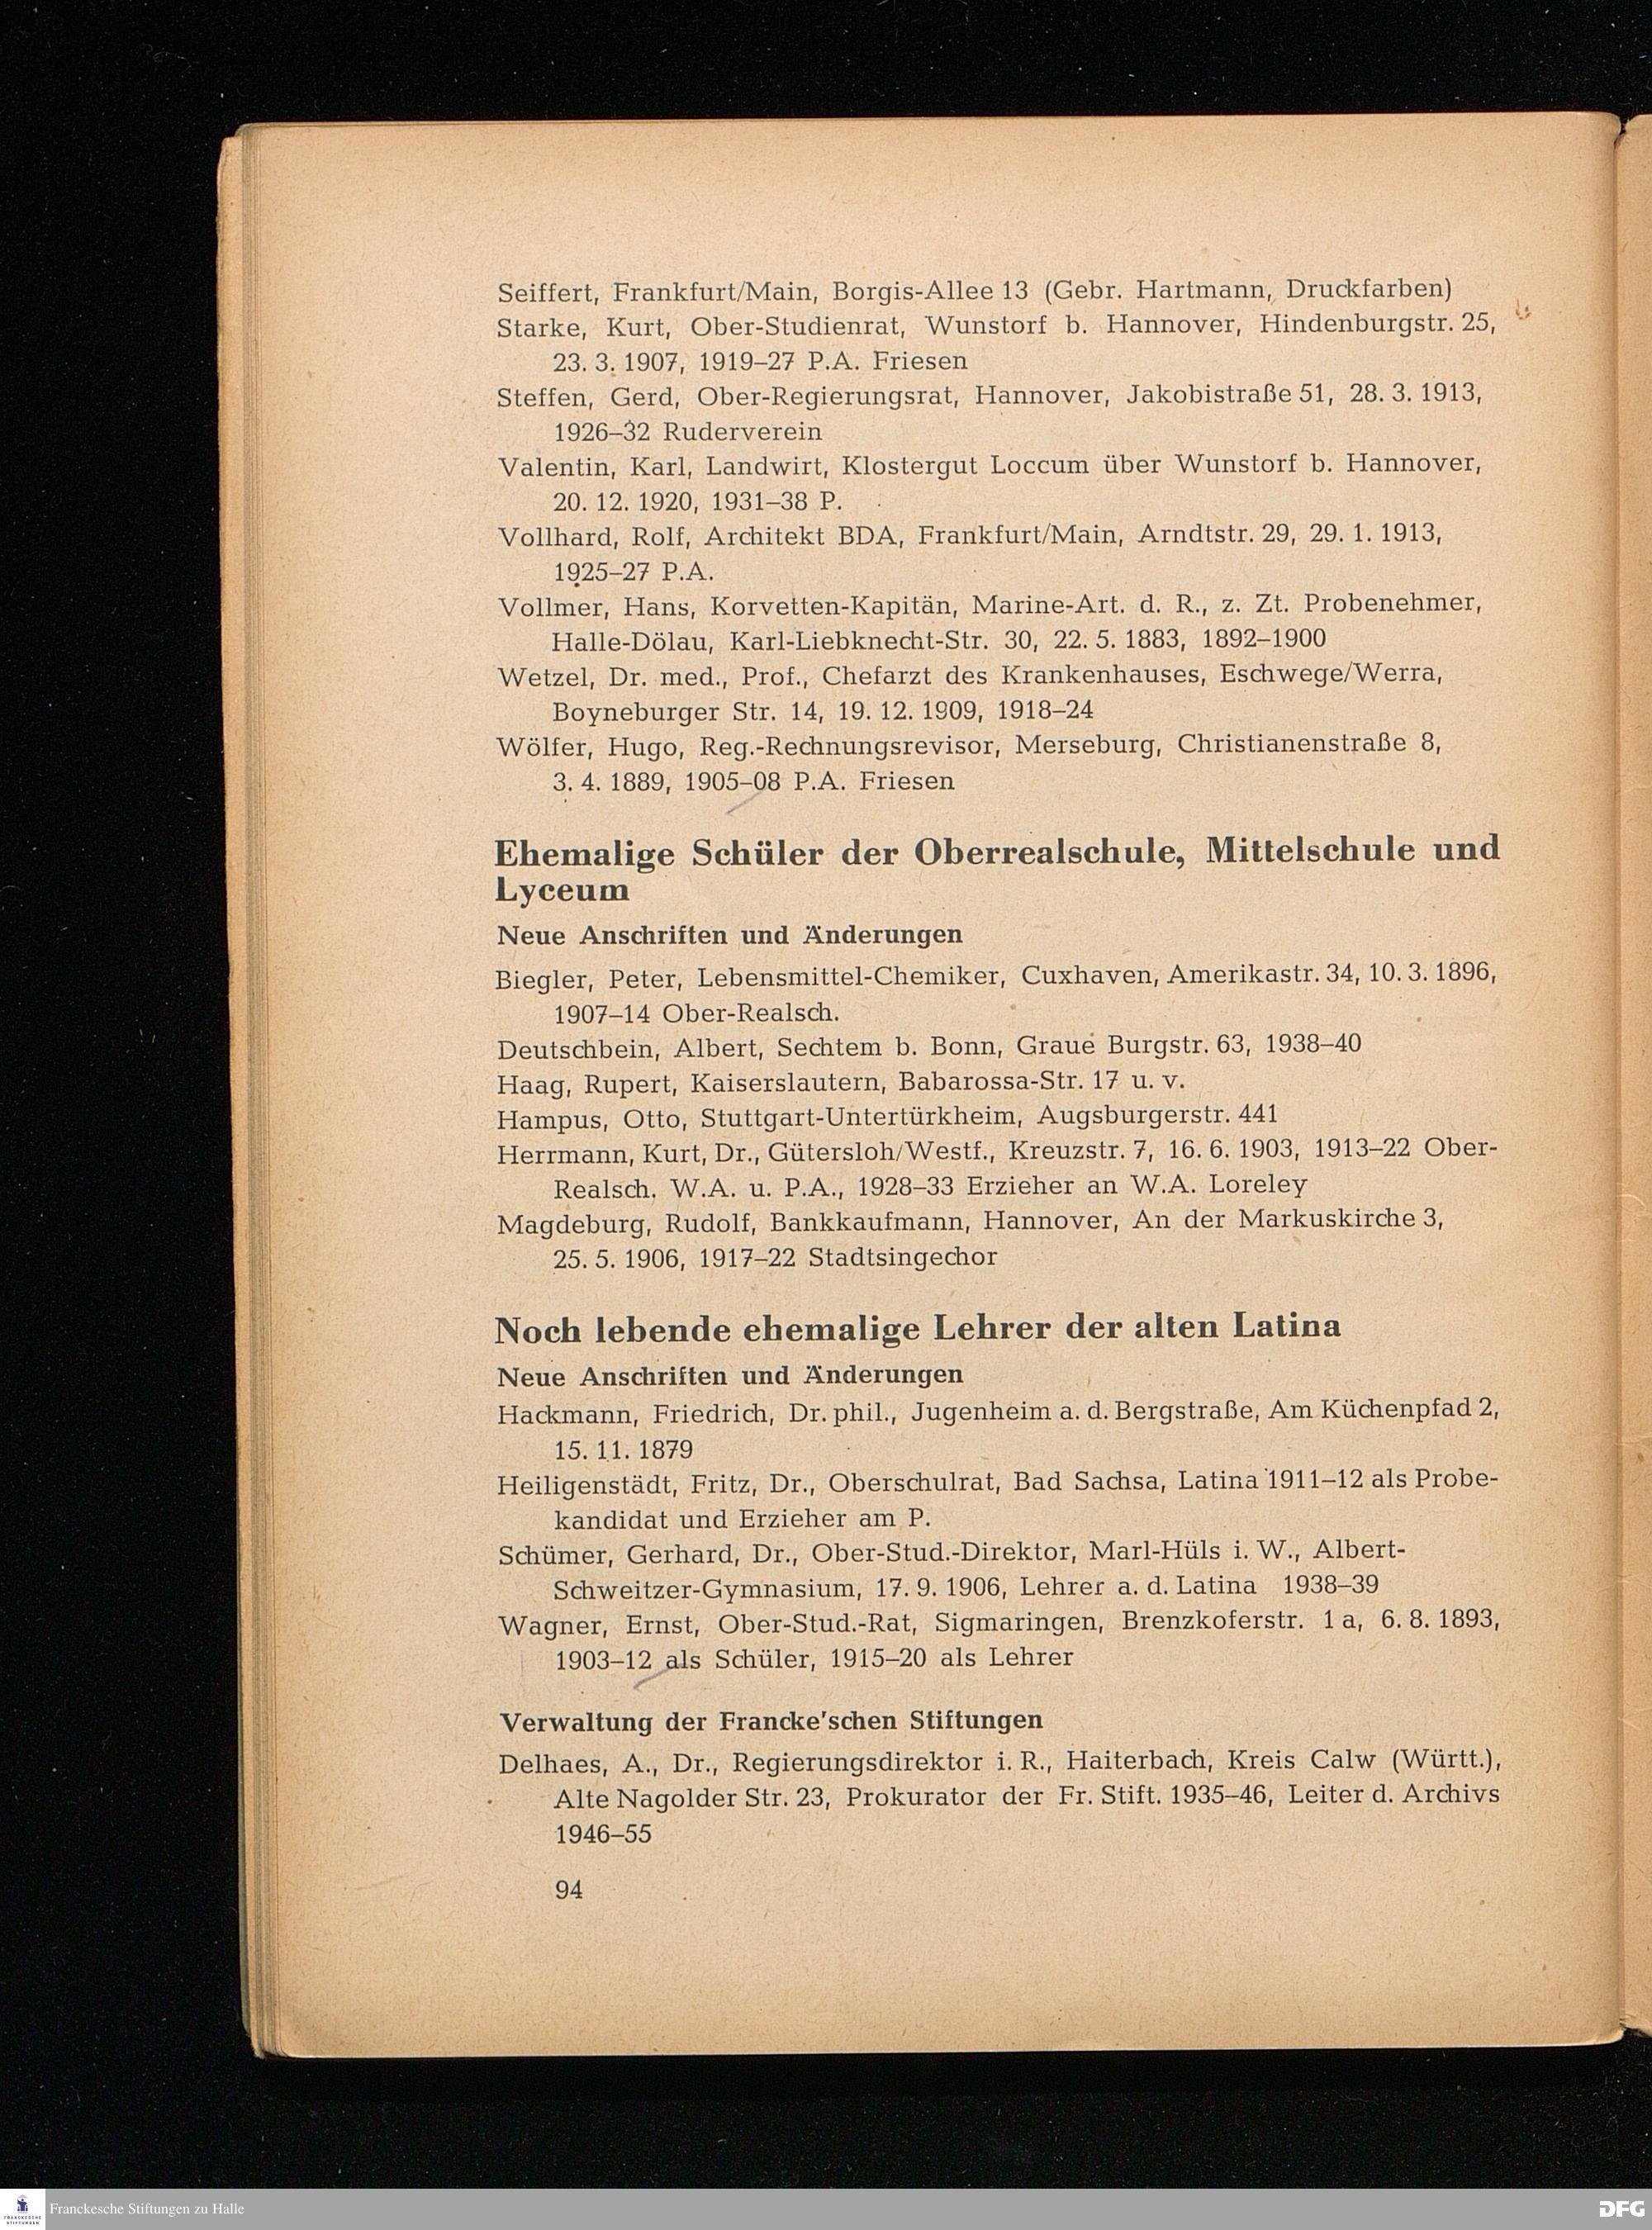 Seiffert, Frankfurt/Main, Borgis-Allee 13 (Gebr. Hartmann, Druckfarben)
Starke, Kurt, Ober-Studienrat, Wunstorf b. Hannover, Hindenburgstr. 25,
23. 3. 1907, 1919–27 P.A. Friesen
Steffen, Gerd, Ober-Regierungsrat, Hannover, Jakobistraße 51, 28. 3. 1913,
1926–32 Ruderverein
Valentin, Karl, Landwirt, Klostergut Loccum über Wunstorf b. Hannover,
20. 12. 1920, 1931–38 P.
Vollhard, Rolf, Architekt BDA, Frankfurt/Main, Arndtstr. 29, 29. 1. 1913,
1925–27 P.A.
Vollmer, Hans, Korvetten-Kapitän, Marine-Art. d. R., z. Zt. Probenehmer,
Halle-Dölau, Karl-Liebknecht-Str. 30, 22. 5. 1883, 1892–1900
Wetzel, Dr. med., Prof., Chefarzt des Krankenhauses, Eschwege/Werra,
Boyneburger Str. 14, 19. 12. 1909, 1918–24
Wölfer, Hugo, Reg.-Rechnungsrevisor, Merseburg, Christianenstraße 8,
3. 4. 1889, 1905–08 P.A. Friesen
Ehemalige Schüler der Oberrealschule, Mittelschule und
Lyceum
Neue Anschriften und Änderungen
Biegler, Peter, Lebensmittel-Chemiker, Cuxhaven, Amerikastr. 34, 10. 3. 1896,
1907–14 Ober-Realsch.
Deutschbein, Albert, Sechtem b. Bonn, Graue Burgstr. 63, 1938–40
Haag, Rupert, Kaiserslautern, Babarossa-Str. 17 u. v.
Hampus, Otto, Stuttgart-Untertürkheim, Augsburgerstr. 441
Herrmann, Kurt, Dr., Gütersloh/Westf., Kreuzstr. 7, 16. 6. 1903, 1913–22 Ober-
Realsch. W.A. u. P.A., 1928–33 Erzieher an W.A. Loreley
Magdeburg, Rudolf, Bankkaufmann, Hannover, An der Markuskirche 3,
25. 5. 1906, 1917–22 Stadtsingechor
Noch lebende ehemalige Lehrer der alten Latina
Neue Anschriften und Änderungen
Hackmann, Friedrich, Dr. phil., Jugenheim a. d. Bergstraße, Am Küchenpfad 2,
15. 11. 1879
Heiligenstädt, Fritz, Dr., Oberschulrat, Bad Sachsa, Latina 1911–12 als Probe-
kandidat und Erzieher am P.
Schümer, Gerhard, Dr., Ober-Stud.-Direktor, Marl-Hüls i. W., Albert-
Schweitzer-Gymnasium, 17. 9. 1906, Lehrer a. d. Latina 1938–39
Wagner, Ernst, Ober-Stud.-Rat, Sigmaringen, Brenzkoferstr. 1 a, 6. 8. 1893,
1903–12 als Schüler, 1915–20 als Lehrer
Verwaltung der Francke'schen Stiftungen
Delhaes, A., Dr., Regierungsdirektor i. R., Haiterbach, Kreis Calw (Württ.),
Alte Nagolder Str. 23, Prokurator der Fr. Stift. 1935–46, Leiter d. Archivs
1946–55
94
FRANCKESCHE
STIFTUNGEN
Franckesche Stiftungen zu Halle
DFG